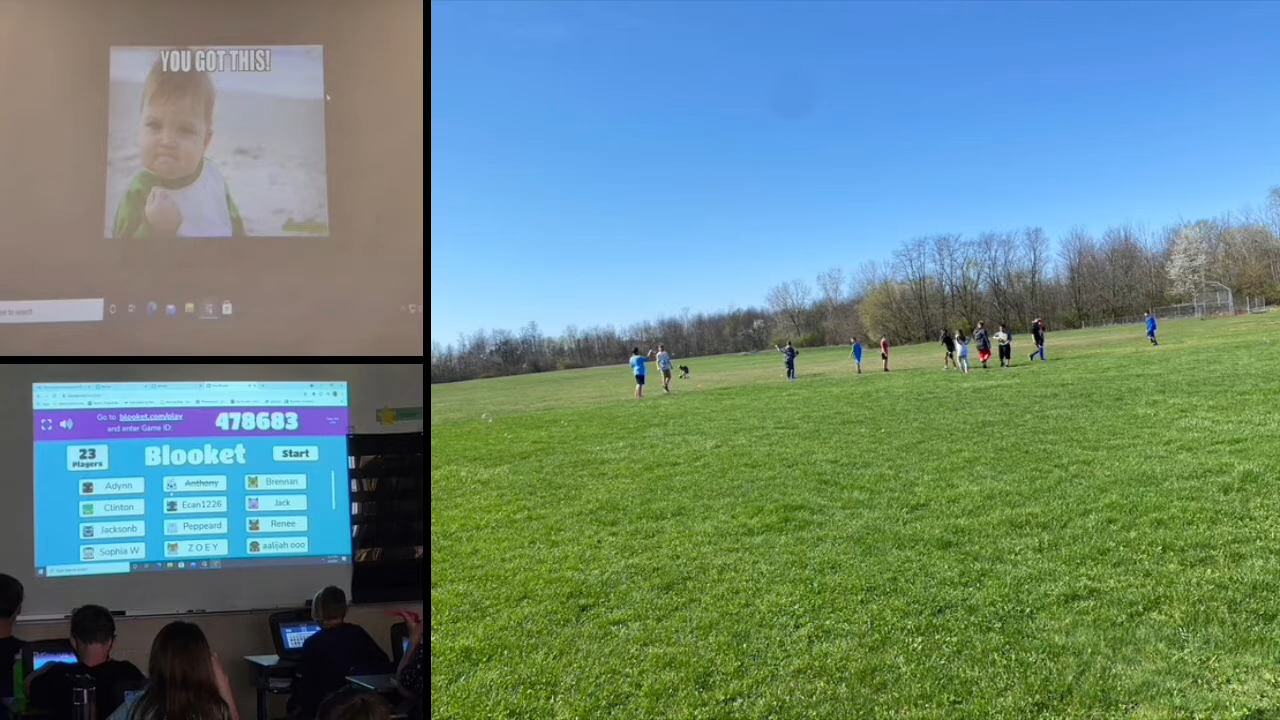 YOU GOT THIS!
Go to blooket.com/play
and enter Game ID:
478683
23
Players
Blooket
Start
Adynn
Anthony
Brennan
Clinton
Ecan1226
Jack
Jacksonb
Peppeard
Renee
Sophia W
Z O E Y
aalijah ooo